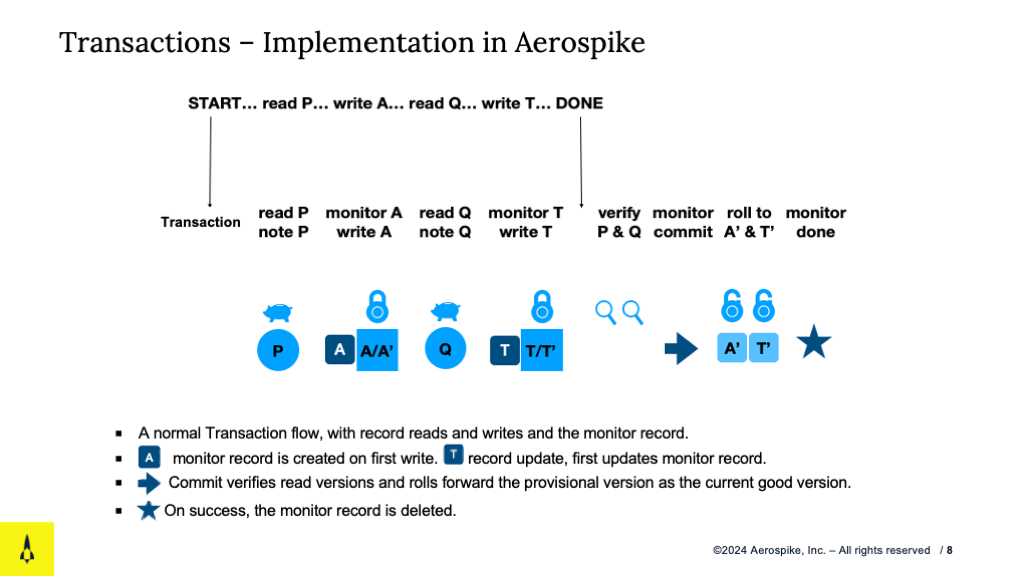 Transactions – Implementation in Aerospike
START… read P… write A… read Q… write T… DONE
Transaction
read P
note P
monitor A
write A
read Q
note Q
monitor T
write T
verify
P & Q
monitor
commit
roll to
A’ & T’
monitor
done
P
A
A/A’
Q
T
T/T’
A’
T’
▪ A normal Transaction flow, with record reads and writes and the monitor record.
▪ A monitor record is created on first write. T record update, first updates monitor record.
▪ Commit verifies read versions and rolls forward the provisional version as the current good version.
▪ On success, the monitor record is deleted.
©2024 Aerospike, Inc. – All rights reserved / 8